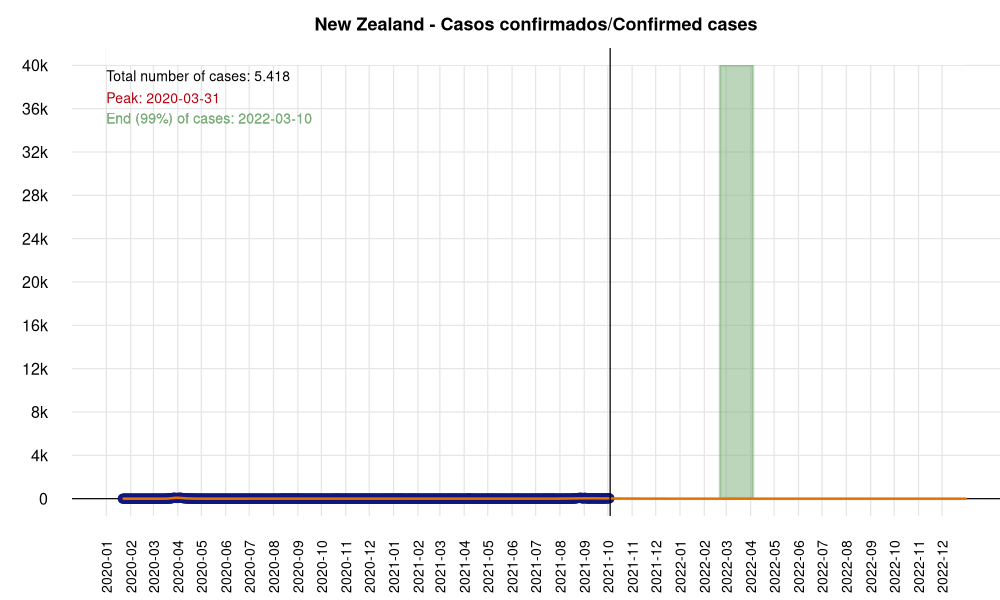 New Zealand - Casos confirmados/Confirmed cases
Total number of cases: 5.418
Peak: 2020-03-31
End (99%) of cases: 2022-03-10
40k
36k
32k
28k
24k
20k
16k
12k
8k
4k
0
2020-01
2020-02
2020-03
2020-04
2020-05
2020-06
2020-07
2020-08
2020-09
2020-10
2020-11
2020-12
2021-01
2021-02
2021-03
2021-04
2021-05
2021-06
2021-07
2021-08
2021-09
2021-10
2021-11
2021-12
2022-01
2022-02
2022-03
2022-04
2022-05
2022-06
2022-07
2022-08
2022-09
2022-10
2022-11
2022-12